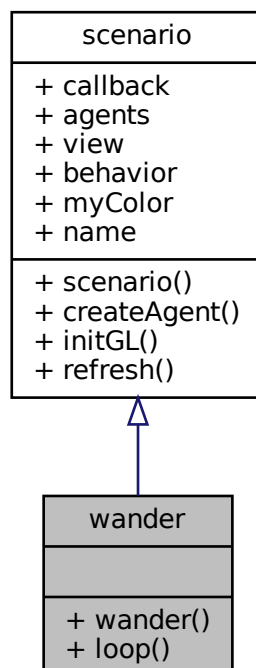 scenario
+ callback
+ agents
+ view
+ behavior
+ myColor
+ name
+ scenario()
+ createAgent()
+ initGL()
+ refresh()
wander
+ wander()
+ loop()